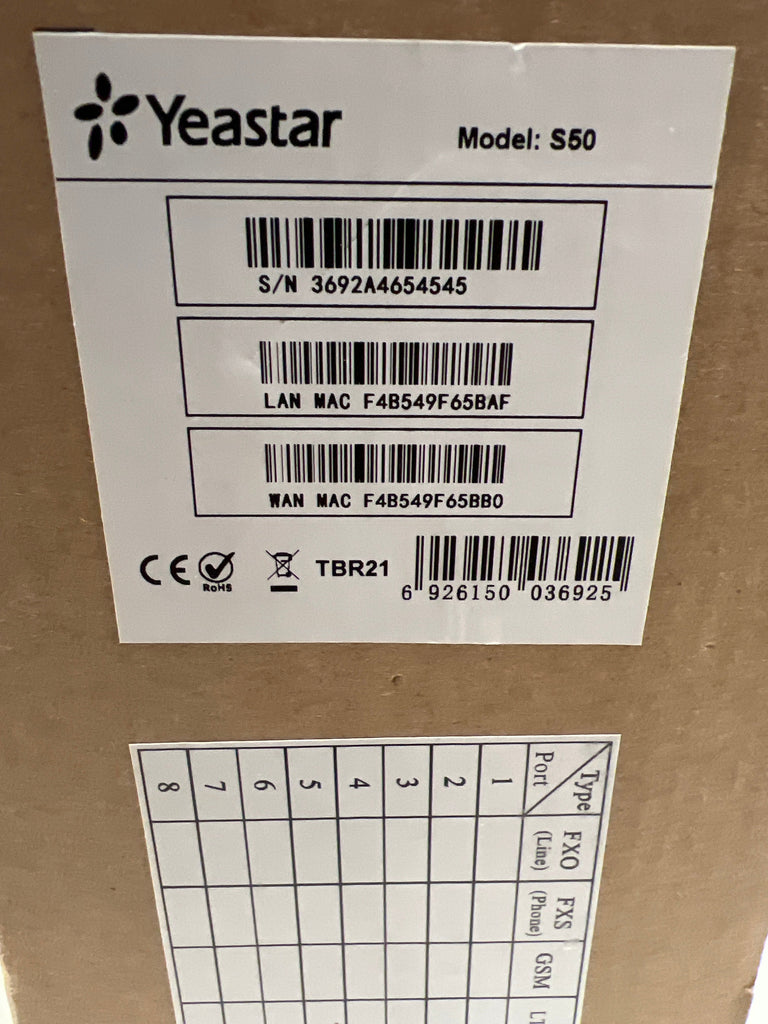 Yeastar
Model: S50
S/N 3692A4654545
LAN MAC F4B549F65BAF
WAN MAC F4B549F65BB0
CE RoHS TBR21
6 926150 036925
Type FXO (Line) FXS (Phone) GSM
Port
1
2
3
4
5
6
7
8